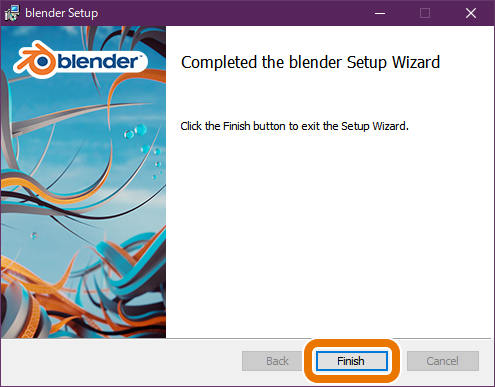 blender Setup
blender
Completed the blender Setup Wizard
Click the Finish button to exit the Setup Wizard.
Back
Finish
Cancel